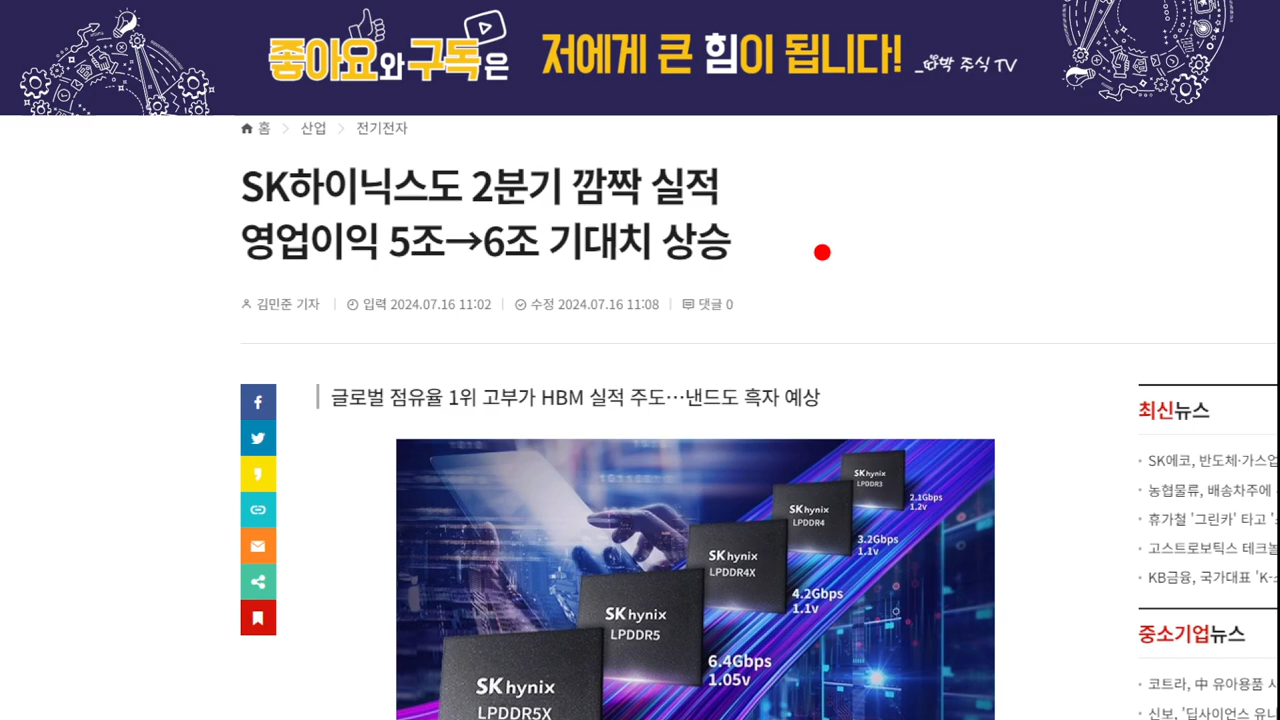 좋아요와 구독은 저에게 큰 힘이 됩니다! _호박 주식 TV
홈 > 산업 > 전기전자
SK하이닉스도 2분기 깜짝 실적
영업이익 5조→6조 기대치 상승
김민준 기자 | 입력 2024.07.16 11:02 | 수정 2024.07.16 11:08 | 댓글 0
글로벌 점유율 1위 고부가 HBM 실적 주도…낸드도 흑자 예상
최신뉴스
SK에코, 반도체·가스업
농협물류, 배송차주에
휴가철 '그린카' 타고
고스트로보틱스 테크놀
KB금융, 국가대표 'K-
중소기업뉴스
코트라, 中 유아용품
신보, '딥사이언스 유니
SK hynix
LPDDR3
2.1Gbps
1.2v
SK hynix
LPDDR4
3.2Gbps
1.1v
SK hynix
LPDDR4X
4.2Gbps
1.1v
SK hynix
LPDDR5
6.4Gbps
1.05v
SK hynix
LPDDR5X